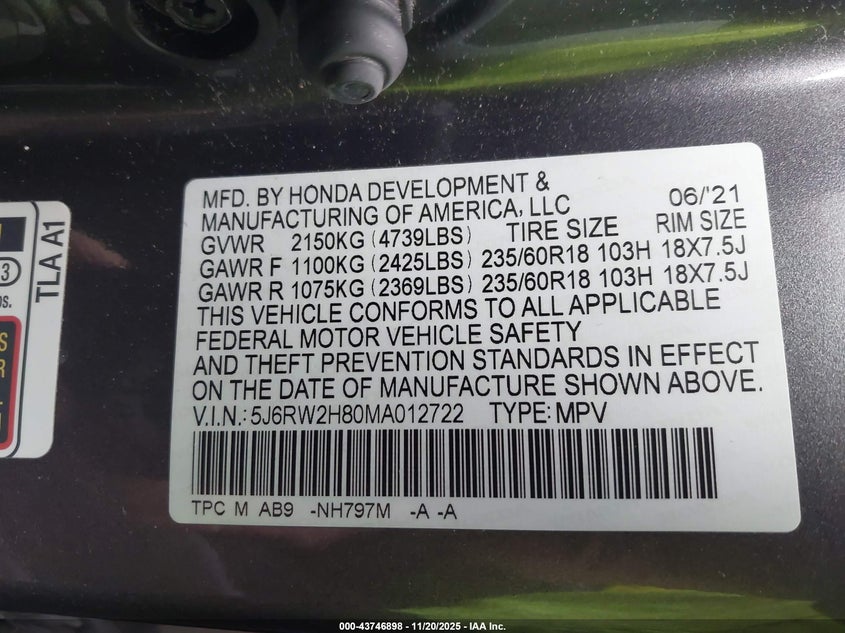 MFD. BY HONDA DEVELOPMENT & 06/'21
MANUFACTURING OF AMERICA, LLC
GVWR 2150KG (4739LBS) TIRE SIZE RIM SIZE
GAWR F 1100KG (2425LBS) 235/60R18 103H 18X7.5J
GAWR R 1075KG (2369LBS) 235/60R18 103H 18X7.5J
THIS VEHICLE CONFORMS TO ALL APPLICABLE
FEDERAL MOTOR VEHICLE SAFETY
AND THEFT PREVENTION STANDARDS IN EFFECT
ON THE DATE OF MANUFACTURE SHOWN ABOVE.
V.I.N.: 5J6RW2H80MA012722 TYPE: MPV
TPC M AB9 -NH797M -A -A
TLA A1
000-43746898 - 11/20/2025 - IAA Inc.